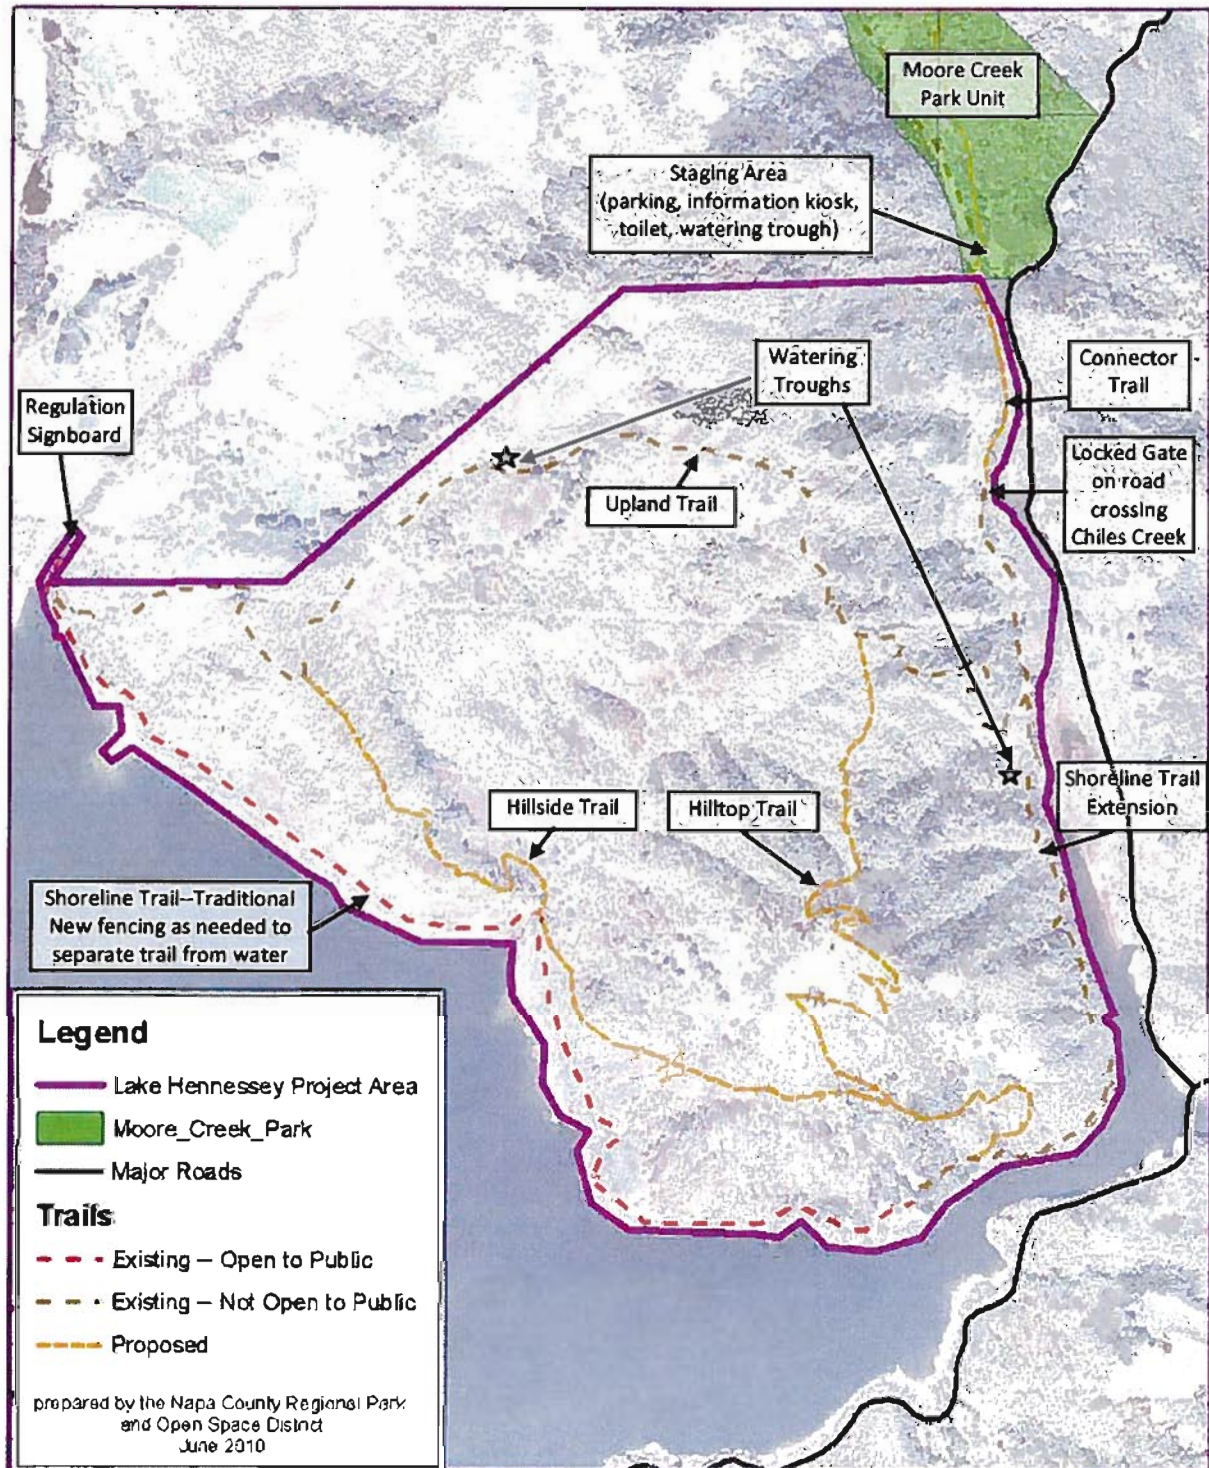 Moore Creek
Park Unit
Staging Area
(parking, information kiosk,
toilet, watering trough)
Watering
Troughs
Connector
Trail
Regulation
Signboard
Locked Gate
on road
crossing
Chiles Creek
Upland Trail
Shoreline Trail
Extension
Hillside Trail
Hilltop Trail
Shoreline Trail--Traditional
New fencing as needed to
separate trail from water
Legend
Lake Hennessey Project Area
Moore_Creek_Park
Major Roads
Trails
Existing – Open to Public
Existing – Not Open to Public
Proposed
prepared by the Napa County Regional Park
and Open Space District
June 2010